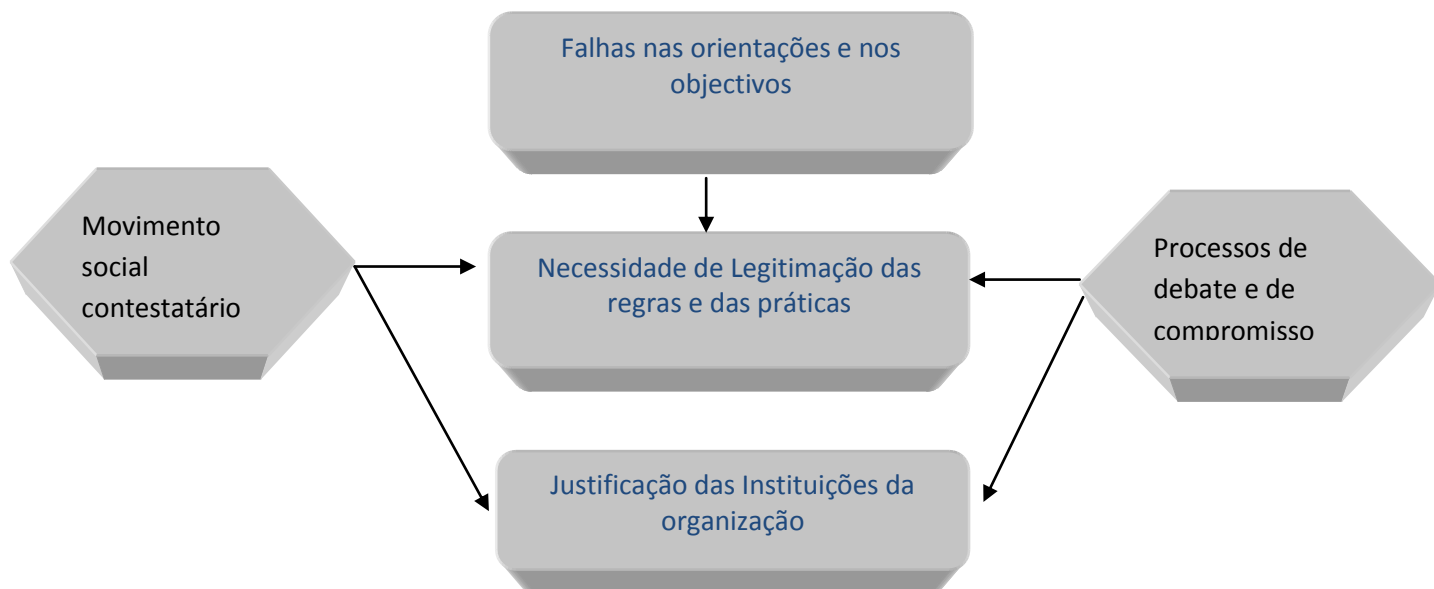 Falhas nas orientações e nos
objectivos
Movimento
social
contestatário
Necessidade de Legitimação das
regras e das práticas
Processos de
debate e de
compromisso
Justificação das Instituições da
organização